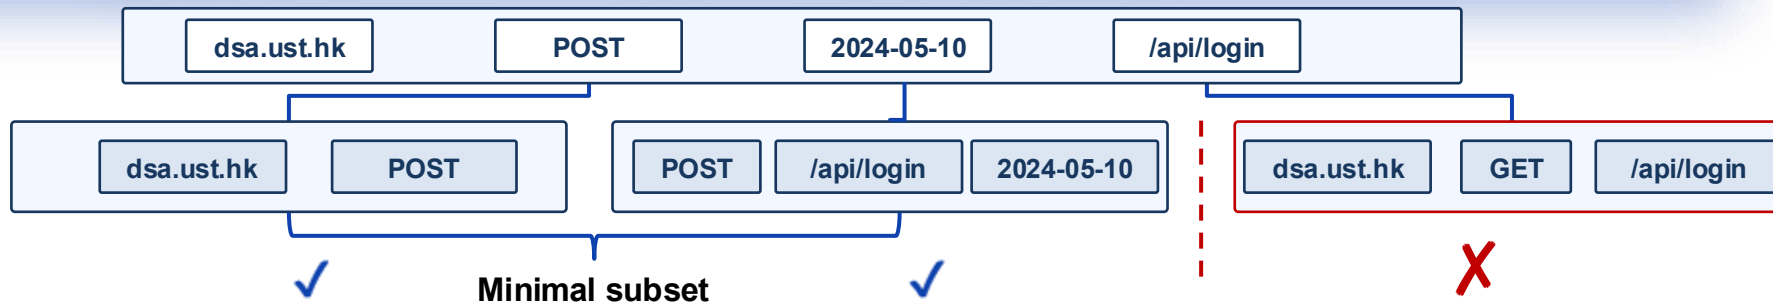 dsa.ust.hk POST 2024-05-10 /api/login
dsa.ust.hk POST POST /api/login 2024-05-10 dsa.ust.hk GET /api/login
Minimal subset